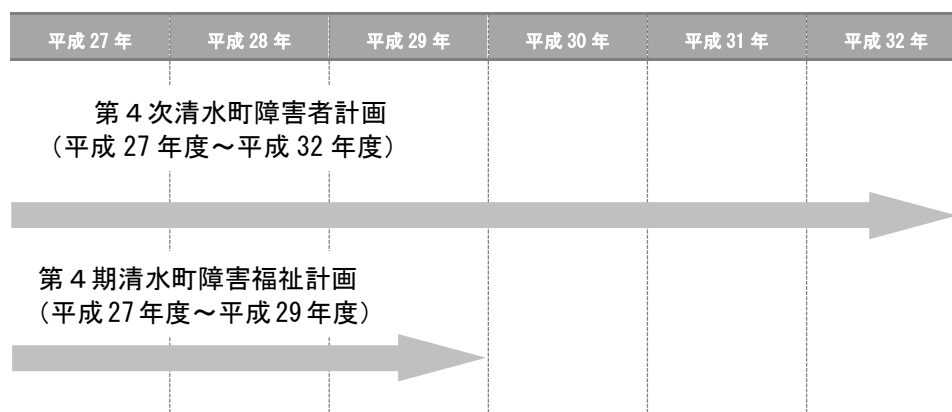 平成 27 年 平成 28 年 平成 29 年 平成 30 年 平成 31 年 平成 32 年
第４次清水町障害者計画
（平成 27 年度～平成 32 年度）
第４期清水町障害福祉計画
（平成 27 年度～平成 29 年度）